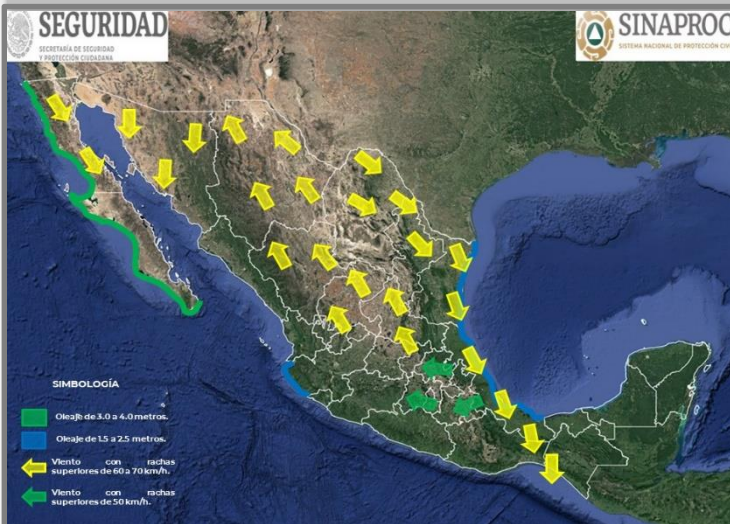 SEGURIDAD
SECRETARÍA DE SEGURIDAD
Y PROTECCIÓN CIUDADANA
SINAPROC
SISTEMA NACIONAL DE PROTECCIÓN CIV
SIMBOLOGÍA
Oleaje de 3.0 a 4.0 metros.
Oleaje de 1.5 a 2.5 metros.
Viento con rachas
superiores de 60 a 70 km/h.
Viento con rachas
superiores de 50 km/h.